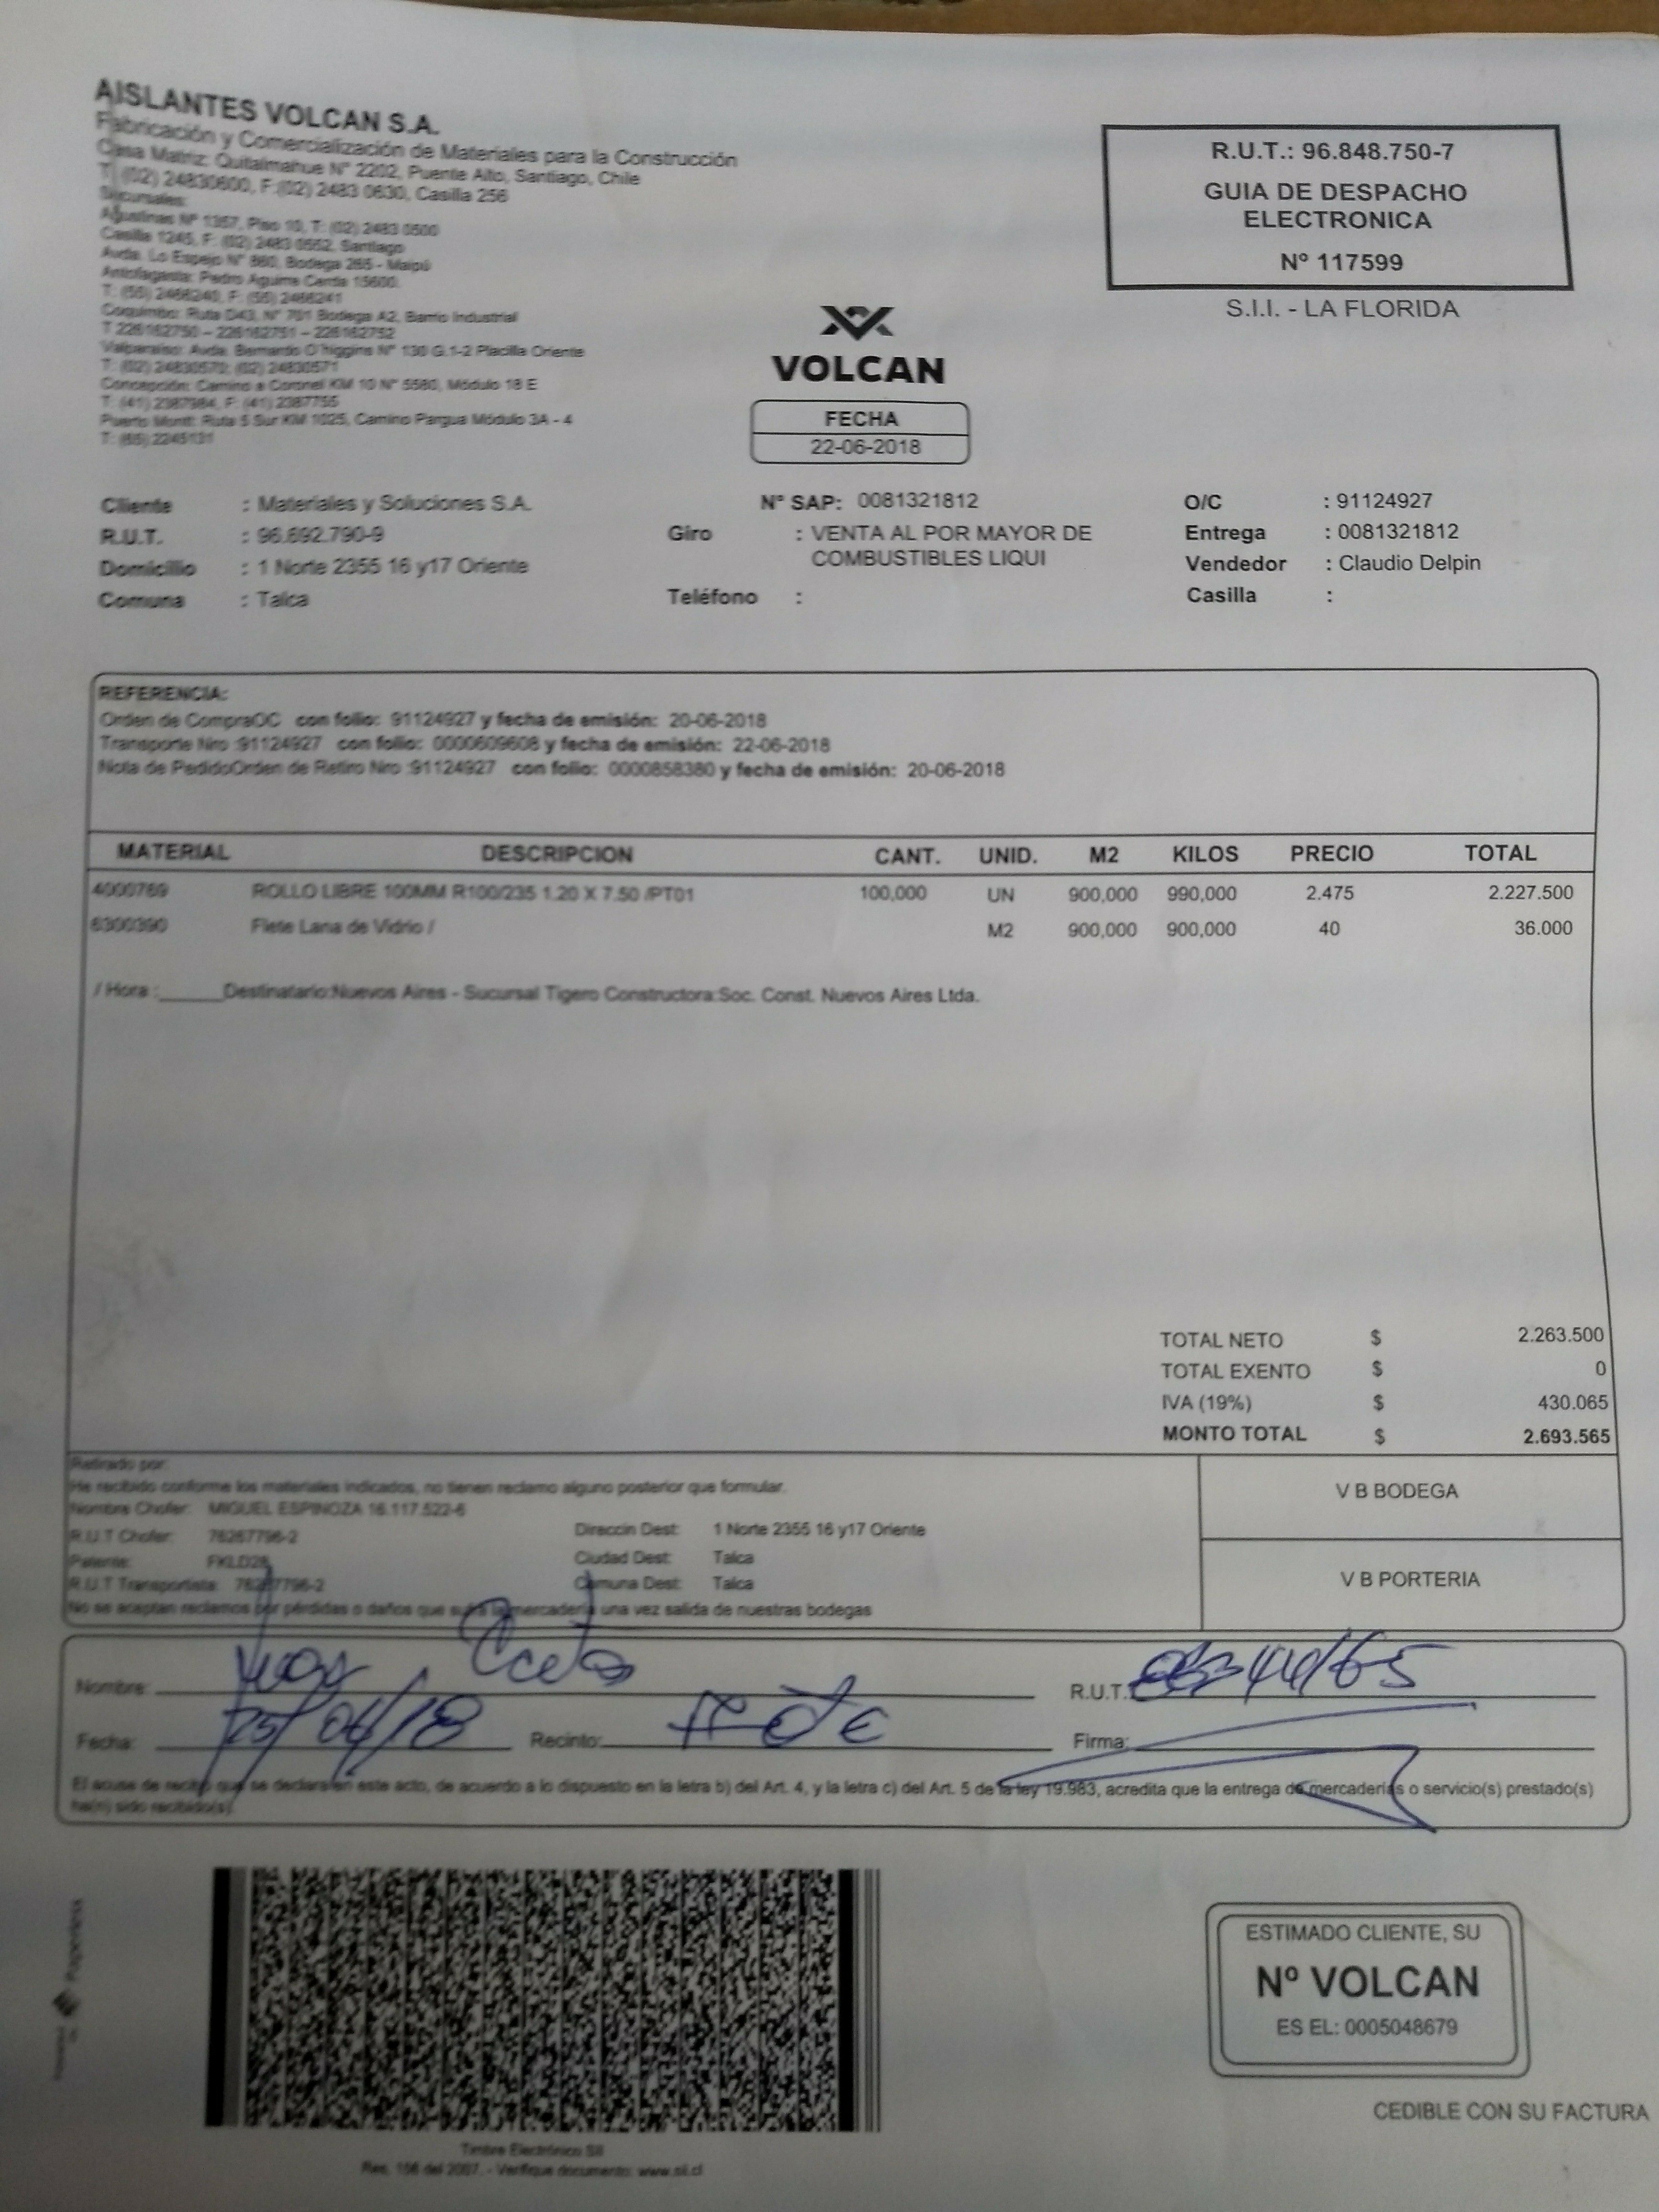 AISLANTES VOLCAN S.A.
Fabricación y Comercialización de Materiales para la Construcción
Casa Matriz: Quitalmahue N° 2202, Puente Alto, Santiago, Chile
T: (02) 24830600, F:(02) 2483 0630, Casilla 256
Sucursales:
Agustinas Nº 1357, Piso 10, T: (02) 2483 0500
Casilla 1245, F: (02) 2483 0552, Santiago
Avda. Lo Espejo N° 860, Bodega 265 - Maipú
Antofagasta: Pedro Aguirre Cerda 15600.
T: (55) 2466240, F: (55) 2466241
Coquimbo: Ruta D43, N° 701 Bodega A2, Barrio Industrial
T 226162750 – 226162751 – 226162752
Valparaíso: Avda. Bernardo O'higgins N° 130 G.1-2 Placilla Oriente
T: (02) 24830570; (02) 24830571
Concepción: Camino a Coronel KM 10 N° 5580, Módulo 18 E
T: (41) 2387984, F: (41) 2387755
Puerto Montt: Ruta 5 Sur KM 1025, Camino Pargua Módulo 3A - 4
T: (65) 2245131
R.U.T.: 96.848.750-7
GUIA DE DESPACHO
ELECTRONICA
Nº 117599
S.I.I. - LA FLORIDA
VOLCAN
FECHA
22-06-2018
Cliente : Materiales y Soluciones S.A. N° SAP: 0081321812 O/C : 91124927
R.U.T. : 96.692.790-9 Giro : VENTA AL POR MAYOR DE COMBUSTIBLES LIQUI Entrega : 0081321812
Domicilio : 1 Norte 2355 16 y17 Oriente Vendedor : Claudio Delpin
Comuna : Talca Teléfono : Casilla :
REFERENCIA:
Orden de CompraOC con folio: 91124927 y fecha de emisión: 20-06-2018
Transporte Nro :91124927 con folio: 0000609608 y fecha de emisión: 22-06-2018
Nota de PedidoOrden de Retiro Nro :91124927 con folio: 0000858380 y fecha de emisión: 20-06-2018
MATERIAL DESCRIPCION CANT. UNID. M2 KILOS PRECIO TOTAL
4000769 ROLLO LIBRE 100MM R100/235 1.20 X 7.50 /PT01 100,000 UN 900,000 990,000 2.475 2.227.500
6300390 Flete Lana de Vidrio / M2 900,000 900,000 40 36.000
/ Hora :______Destinatario:Nuevos Aires - Sucursal Tigero Constructora:Soc. Const. Nuevos Aires Ltda.
TOTAL NETO $ 2.263.500
TOTAL EXENTO $ 0
IVA (19%) $ 430.065
MONTO TOTAL $ 2.693.565
Retirado por:
He recibido conforme los materiales indicados, no tienen reclamo alguno posterior que formular.
Nombre Chofer: MIGUEL ESPINOZA 16.117.522-6
R.U.T Chofer: 78267796-2 Direccin Dest: 1 Norte 2355 16 y17 Oriente
Patente: FKLD28 Ciudad Dest: Talca
R.U.T Transportista: 78267796-2 Comuna Dest: Talca
No se aceptan reclamos por pérdidas o daños que sufra la mercadería una vez salida de nuestras bodegas
V B BODEGA
V B PORTERIA
Nombre: R.U.T.:
Fecha: 25/06/18 Recinto: Firma:
El acuse de recibo que se declara en este acto, de acuerdo a lo dispuesto en la letra b) del Art. 4, y la letra c) del Art. 5 de la ley 19.983, acredita que la entrega de mercaderías o servicio(s) prestado(s)
ha(n) sido recibido(s).
Paperless
ESTIMADO CLIENTE, SU
Nº VOLCAN
ES EL: 0005048679
CEDIBLE CON SU FACTURA
Timbre Electrónico SII
Res. 156 del 2007. - Verifique documento: www.sii.cl